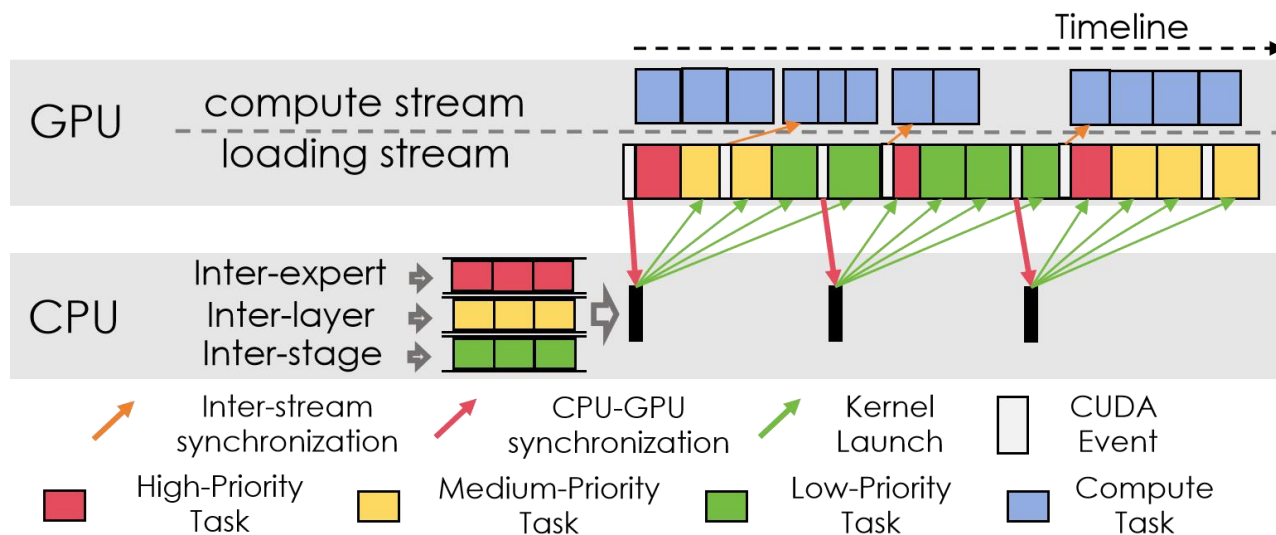 Timeline
GPU
compute stream
loading stream
CPU
Inter-expert
Inter-layer
Inter-stage
Inter-stream
synchronization
CPU-GPU
synchronization
Kernel
Launch
CUDA
Event
High-Priority
Task
Medium-Priority
Task
Low-Priority
Task
Compute
Task